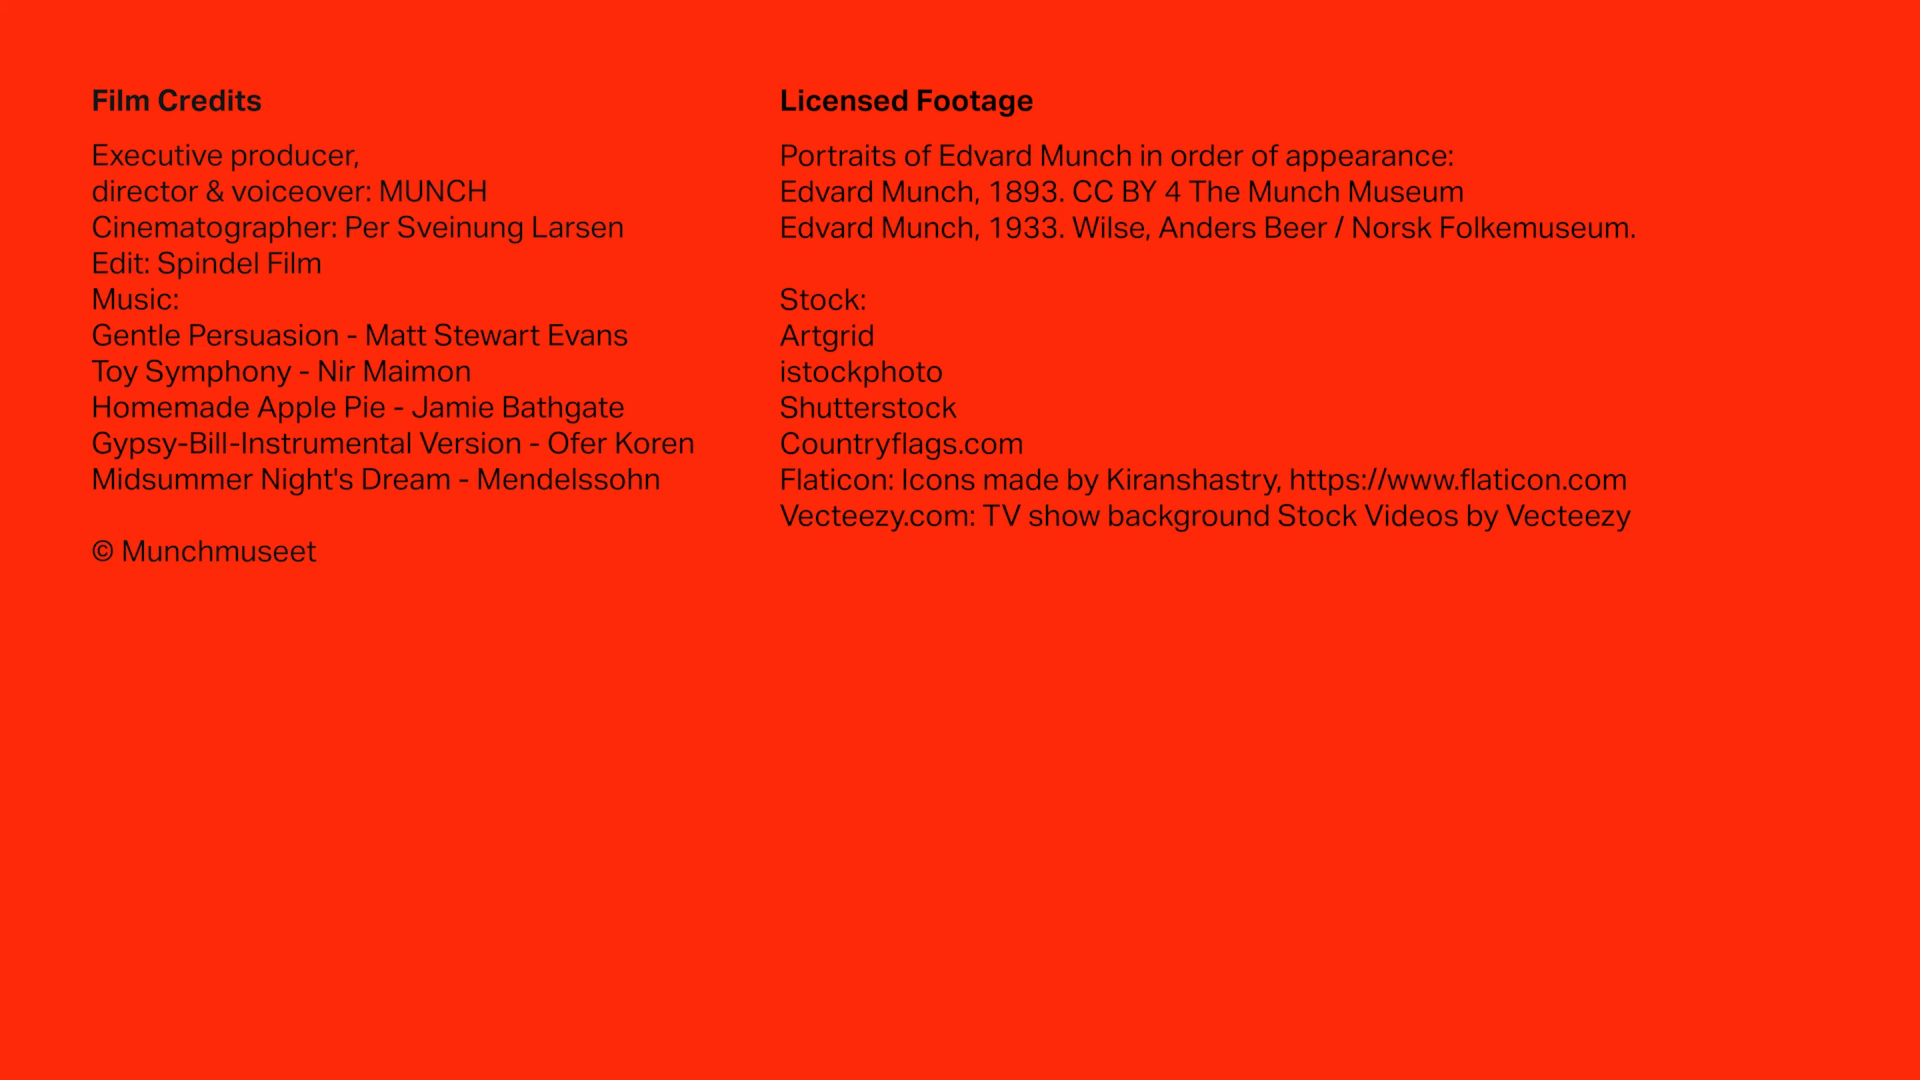 Film Credits
Executive producer,
director & voiceover: MUNCH
Cinematographer: Per Sveinung Larsen
Edit: Spindel Film
Music:
Gentle Persuasion - Matt Stewart Evans
Toy Symphony - Nir Maimon
Homemade Apple Pie - Jamie Bathgate
Gypsy-Bill-Instrumental Version - Ofer Koren
Midsummer Night's Dream - Mendelssohn
© Munchmuseet
Licensed Footage
Portraits of Edvard Munch in order of appearance:
Edvard Munch, 1893. CC BY 4 The Munch Museum
Edvard Munch, 1933. Wilse, Anders Beer / Norsk Folkemuseum.
Stock:
Artgrid
istockphoto
Shutterstock
Countryflags.com
Flaticon: Icons made by Kiranshastry, https://www.flaticon.com
Vecteezy.com: TV show background Stock Videos by Vecteezy